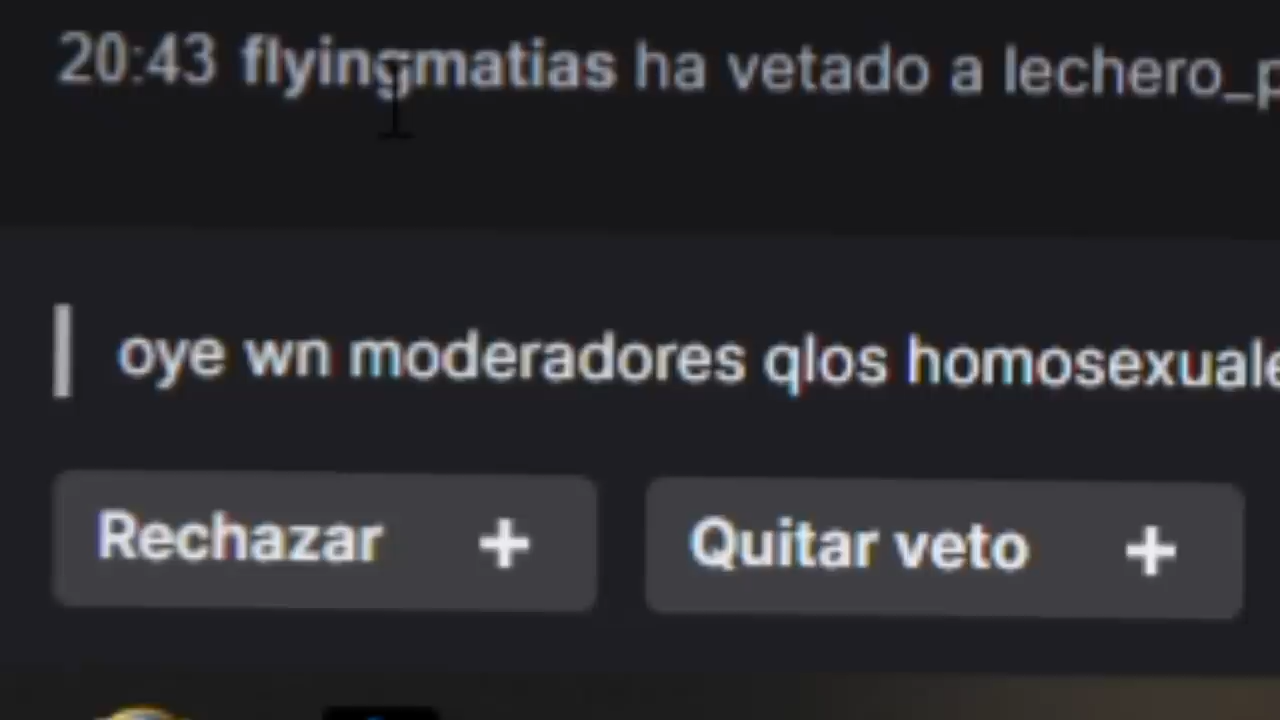 20:43 flyingmatias ha vetado a lechero_p
oye wn moderadores qlos homosexuale
Rechazar +
Quitar veto +